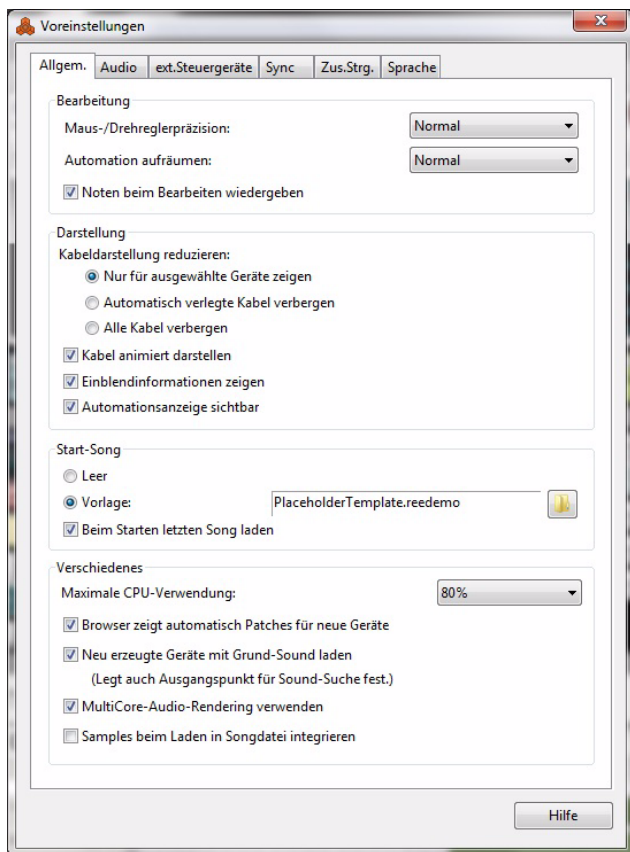 Voreinstellungen
Allgem. Audio ext.Steuergeräte Sync Zus.Strg. Sprache
Bearbeitung
Maus-/Drehreglerpräzision: Normal
Automation aufräumen: Normal
Noten beim Bearbeiten wiedergeben
Darstellung
Kabeldarstellung reduzieren:
Nur für ausgewählte Geräte zeigen
Automatisch verlegte Kabel verbergen
Alle Kabel verbergen
Kabel animiert darstellen
Einblendinformationen zeigen
Automationsanzeige sichtbar
Start-Song
Leer
Vorlage: PlaceholderTemplate.reedemo
Beim Starten letzten Song laden
Verschiedenes
Maximale CPU-Verwendung: 80%
Browser zeigt automatisch Patches für neue Geräte
Neu erzeugte Geräte mit Grund-Sound laden
(Legt auch Ausgangspunkt für Sound-Suche fest.)
MultiCore-Audio-Rendering verwenden
Samples beim Laden in Songdatei integrieren
Hilfe